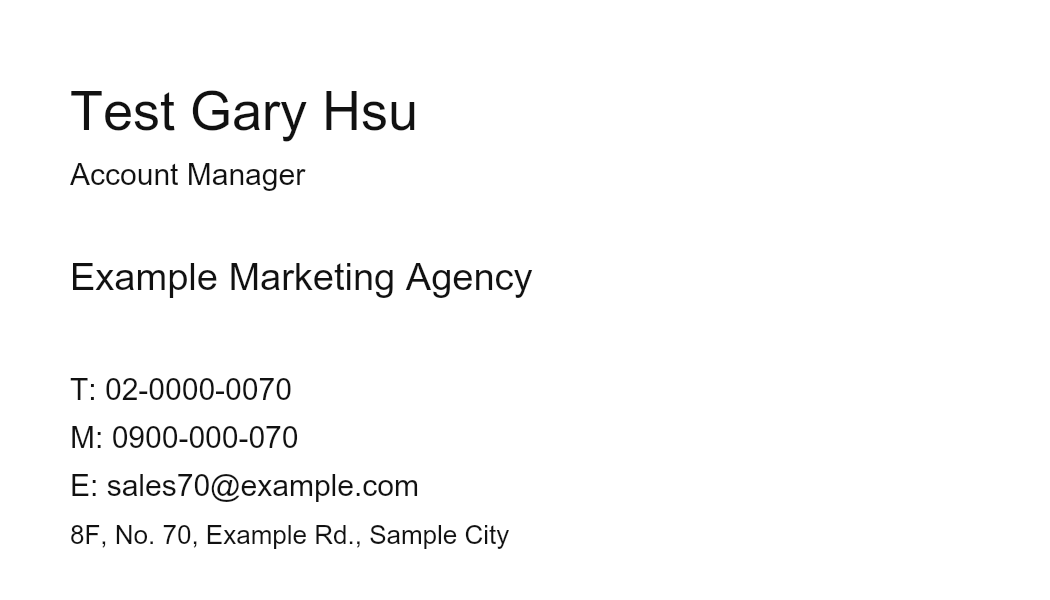 Test Gary Hsu
Account Manager
Example Marketing Agency
T: 02-0000-0070
M: 0900-000-070
E: sales70@example.com
8F, No. 70, Example Rd., Sample City